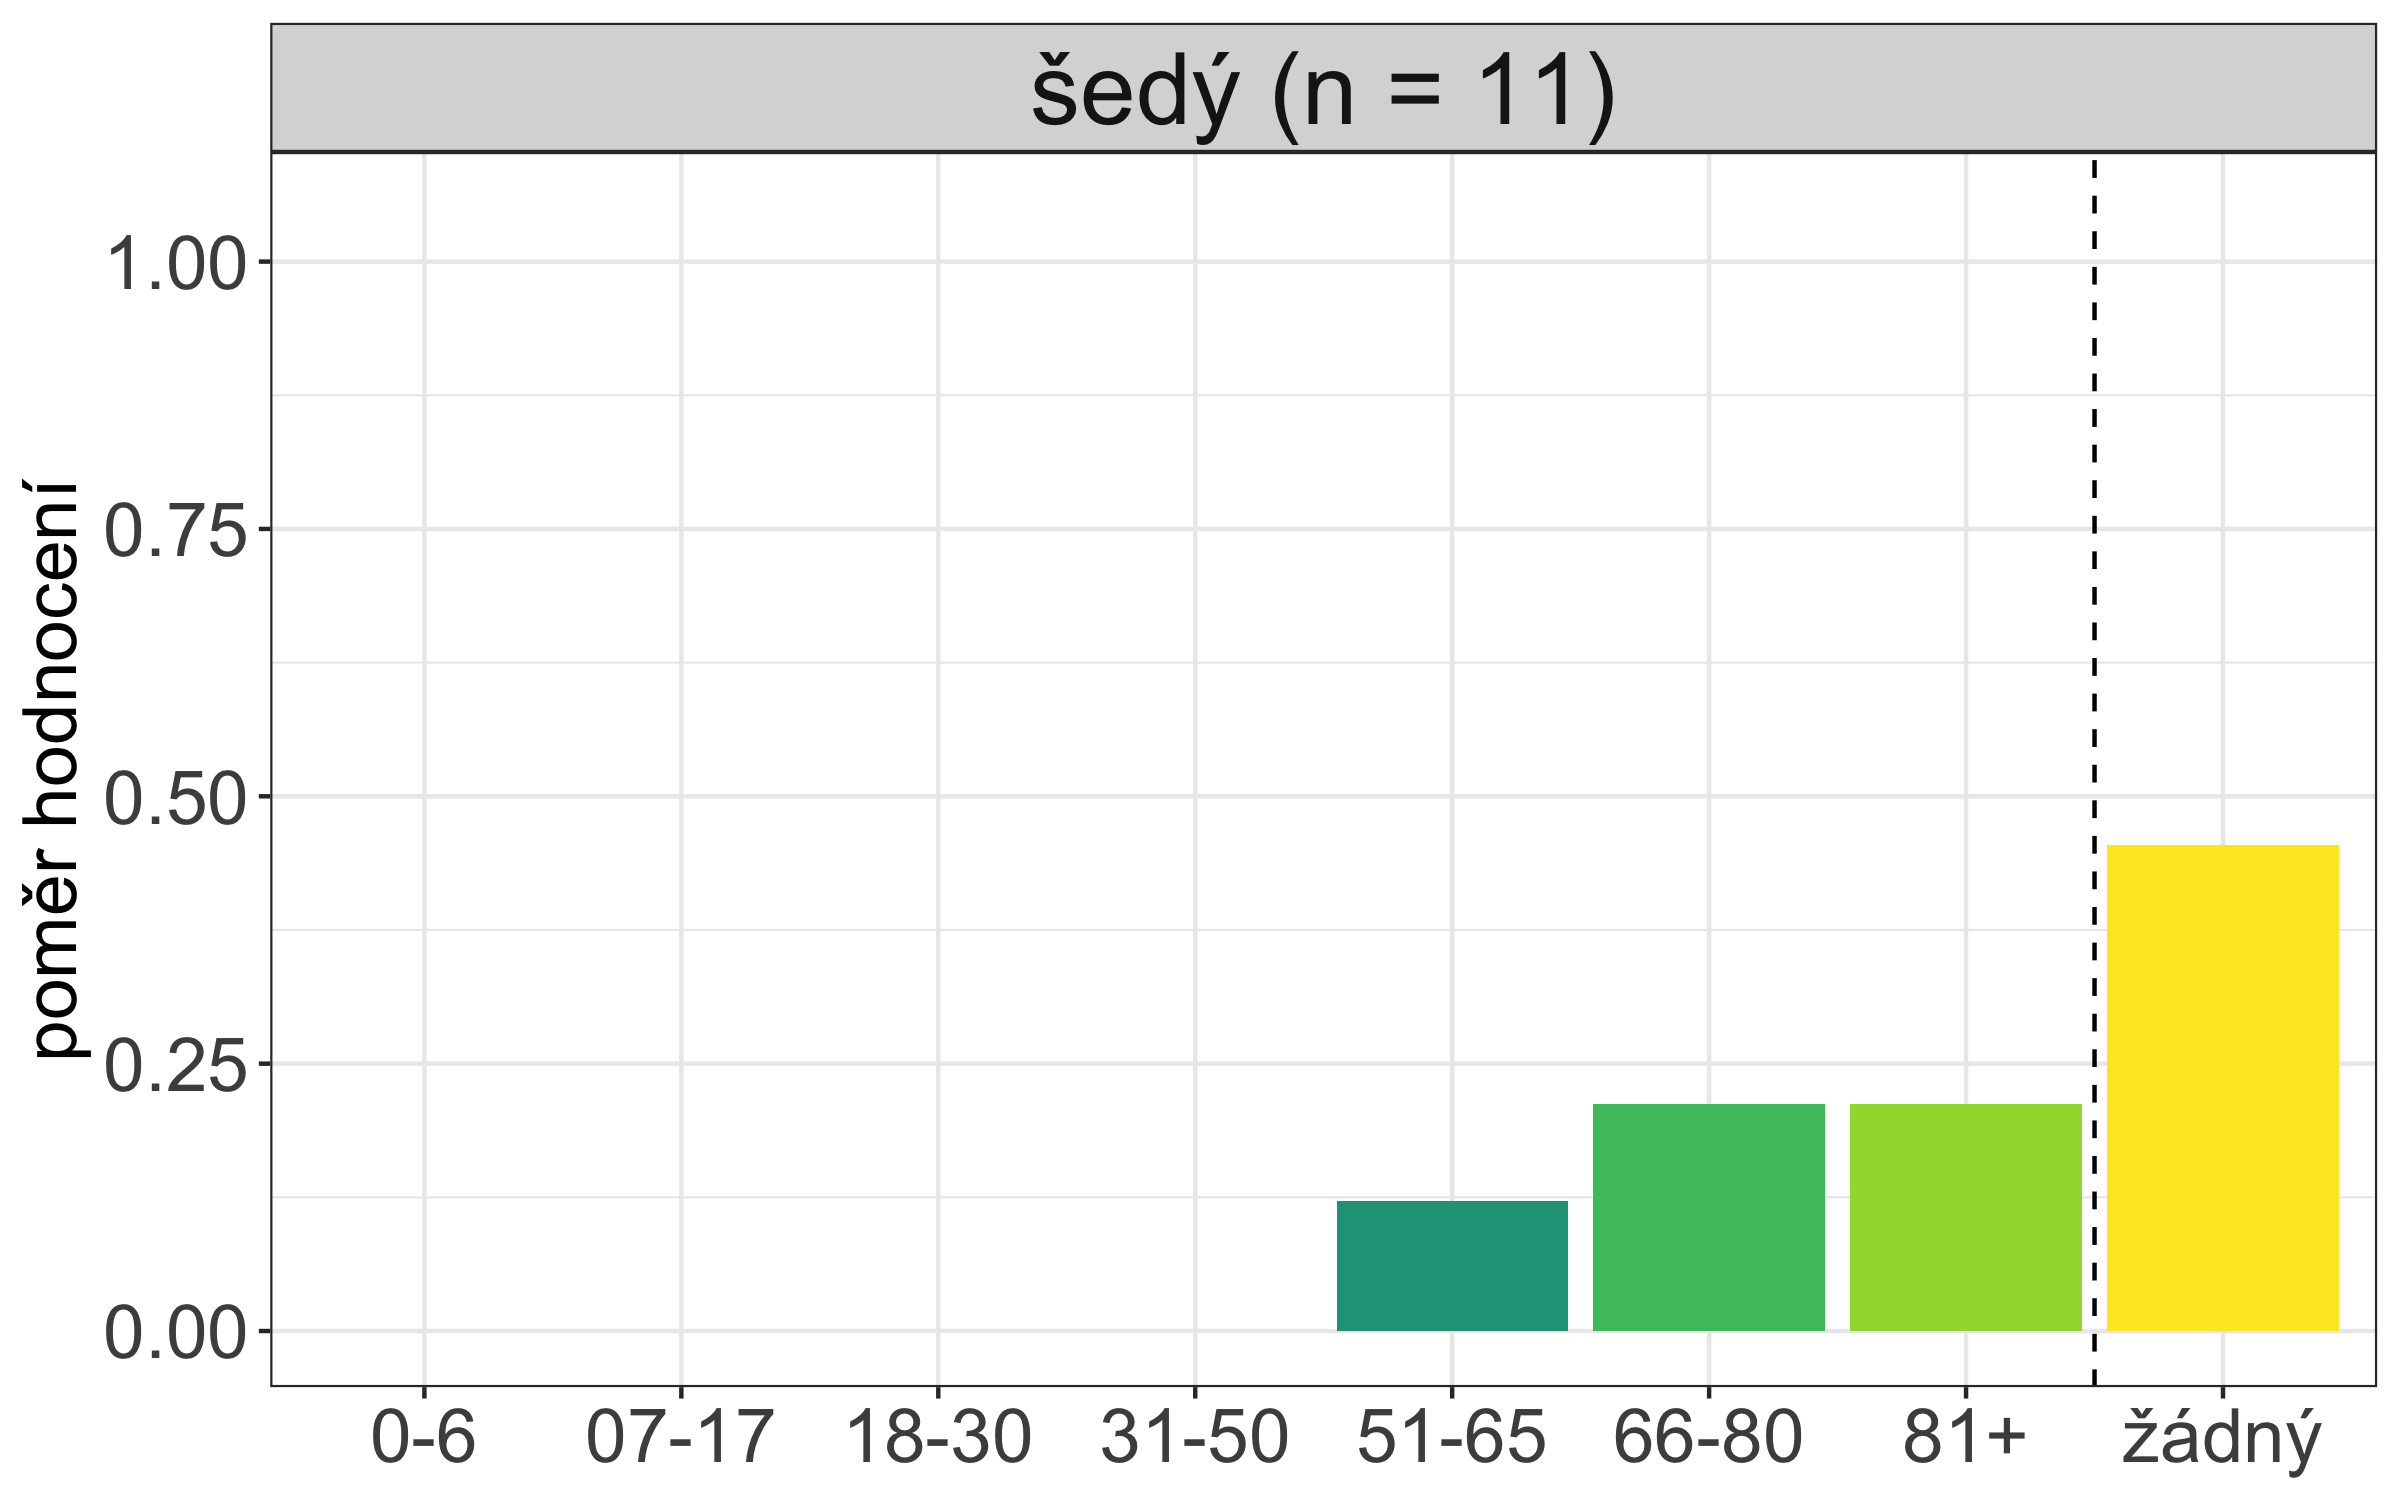 šedý (n = 11)
poměr hodnocení
1.00
0.75
0.50
0.25
0.00
0-6 07-17 18-30 31-50 51-65 66-80 81+ žádný